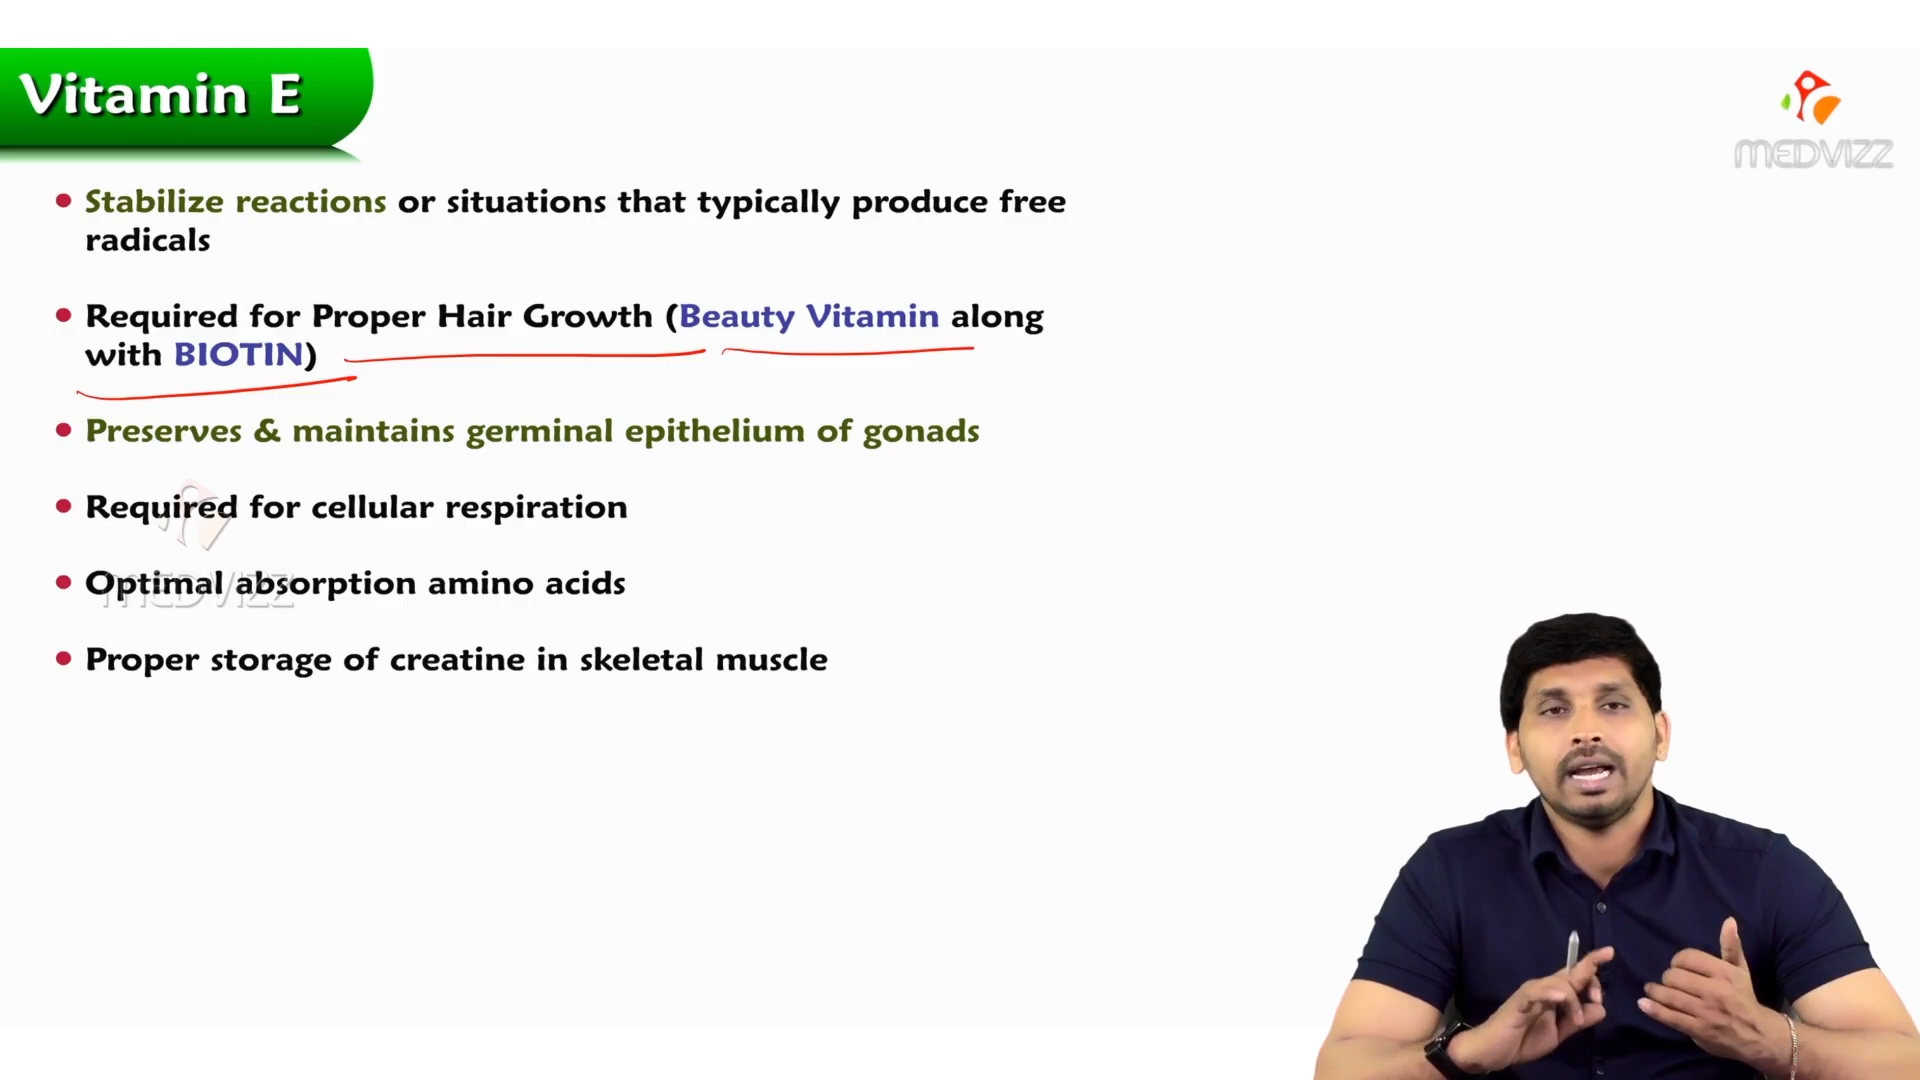 Vitamin E
MEDVIZZ
• Stabilize reactions or situations that typically produce free
radicals
• Required for Proper Hair Growth (Beauty Vitamin along
with BIOTIN)
• Preserves & maintains germinal epithelium of gonads
• Required for cellular respiration
• Optimal absorption amino acids
MEDVIZZ
• Proper storage of creatine in skeletal muscle